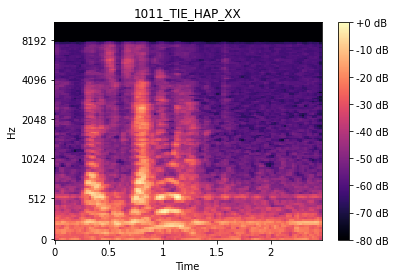 1011_TIE_HAP_XX
+0 dB
8192
-10 dB
4096
-20 dB
-30 dB
2048
-40 dB
Hz
1024
-50 dB
512
-60 dB
-70 dB
0
-80 dB
0 0.5 1 1.5 2
Time